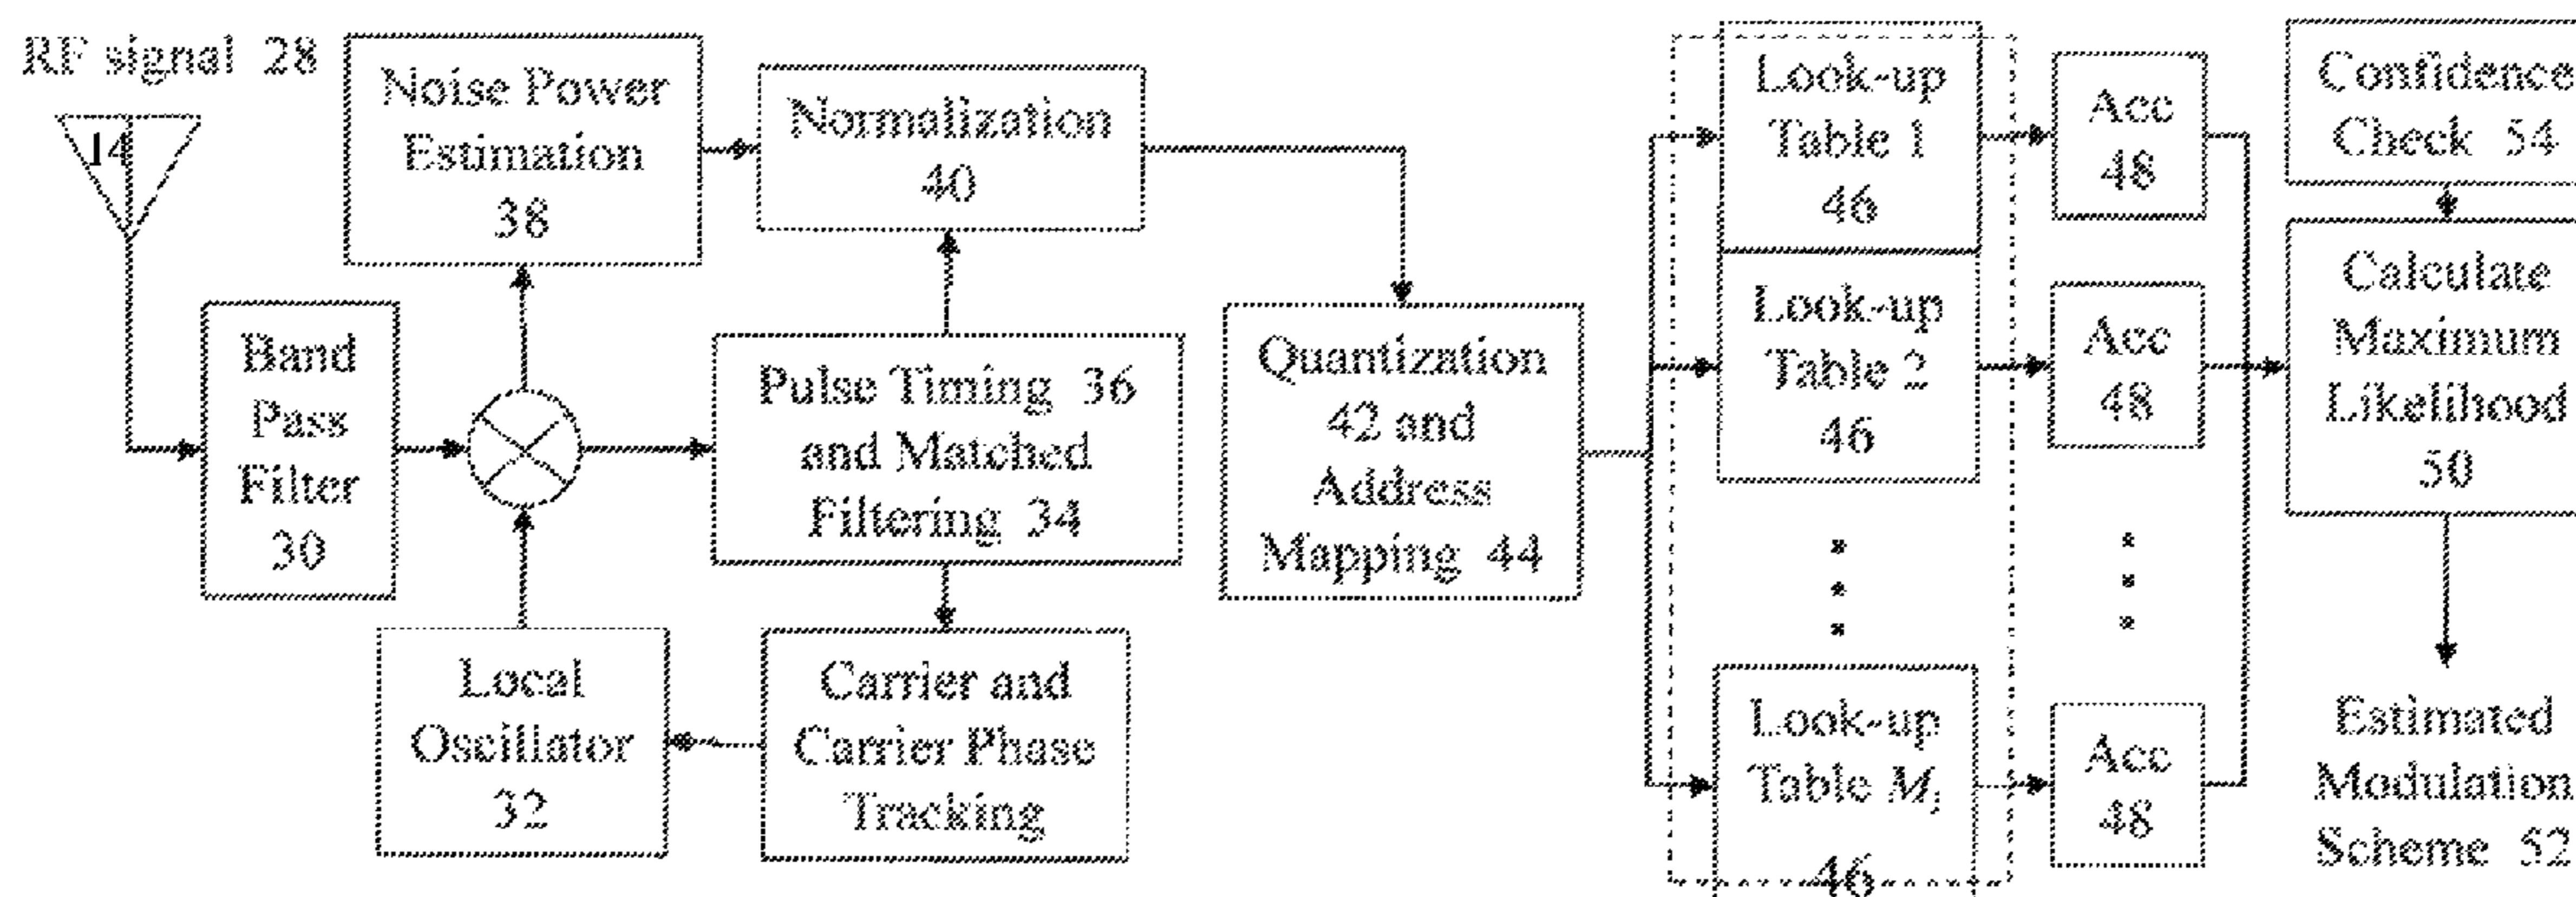 RF signal 28
14
Noise Power
Estimation
38
Normalization
40
Band
Pass
Filter
30
Pulse Timing 36
and Matched
Filtering 34
Local
Oscillator
32
Carrier and
Carrier Phase
Tracking
Quantization
42 and
Address
Mapping 44
Look-up
Table 1
46
Look-up
Table 2
46
Look-up
Table Mj
46
Acc
48
Acc
48
Acc
48
Confidence
Check 54
Calculate
Maximum
Likelihood
50
Estimated
Modulation
Scheme 52